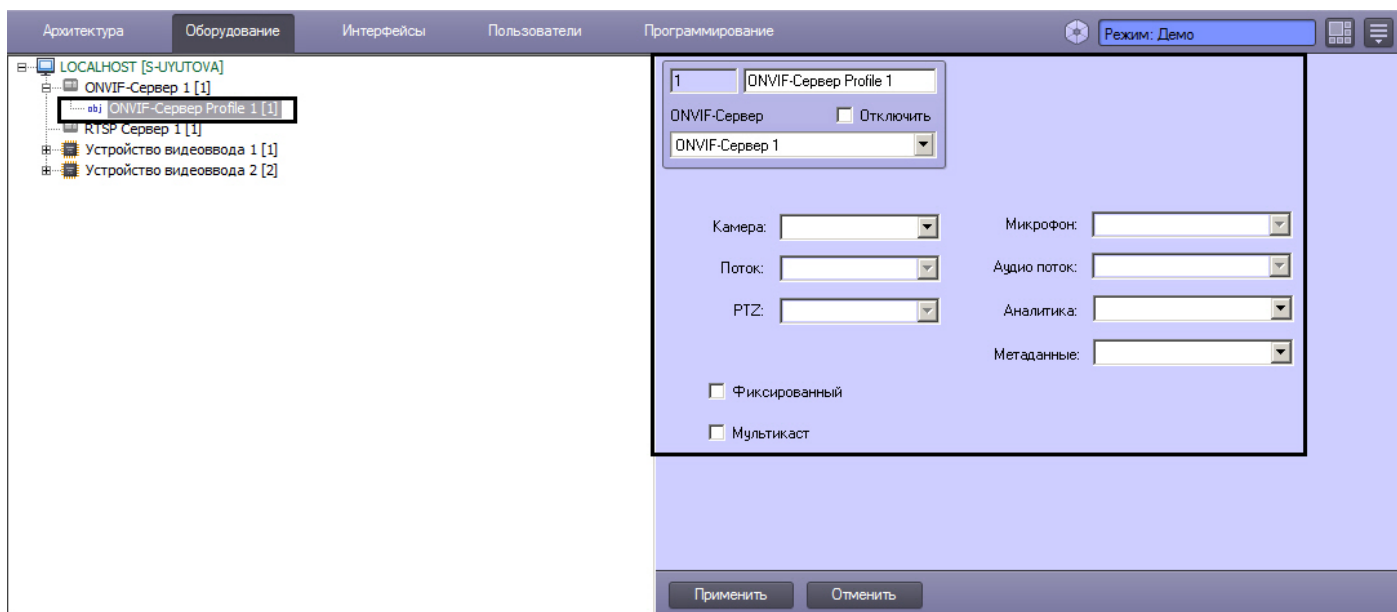 Архитектура Оборудование Интерфейсы Пользователи Программирование Режим: Демо
LOCALHOST [S-UYUTOVA]
ONVIF-Сервер 1 [1]
obj ONVIF-Сервер Profile 1 [1]
RTSP Сервер 1 [1]
Устройство видеоввода 1 [1]
Устройство видеоввода 2 [2]
1 ONVIF-Сервер Profile 1
ONVIF-Сервер Отключить
ONVIF-Сервер 1
Камера: Микрофон:
Поток: Аудио поток:
PTZ: Аналитика:
Метаданные:
Фиксированный
Мультикаст
Применить Отменить